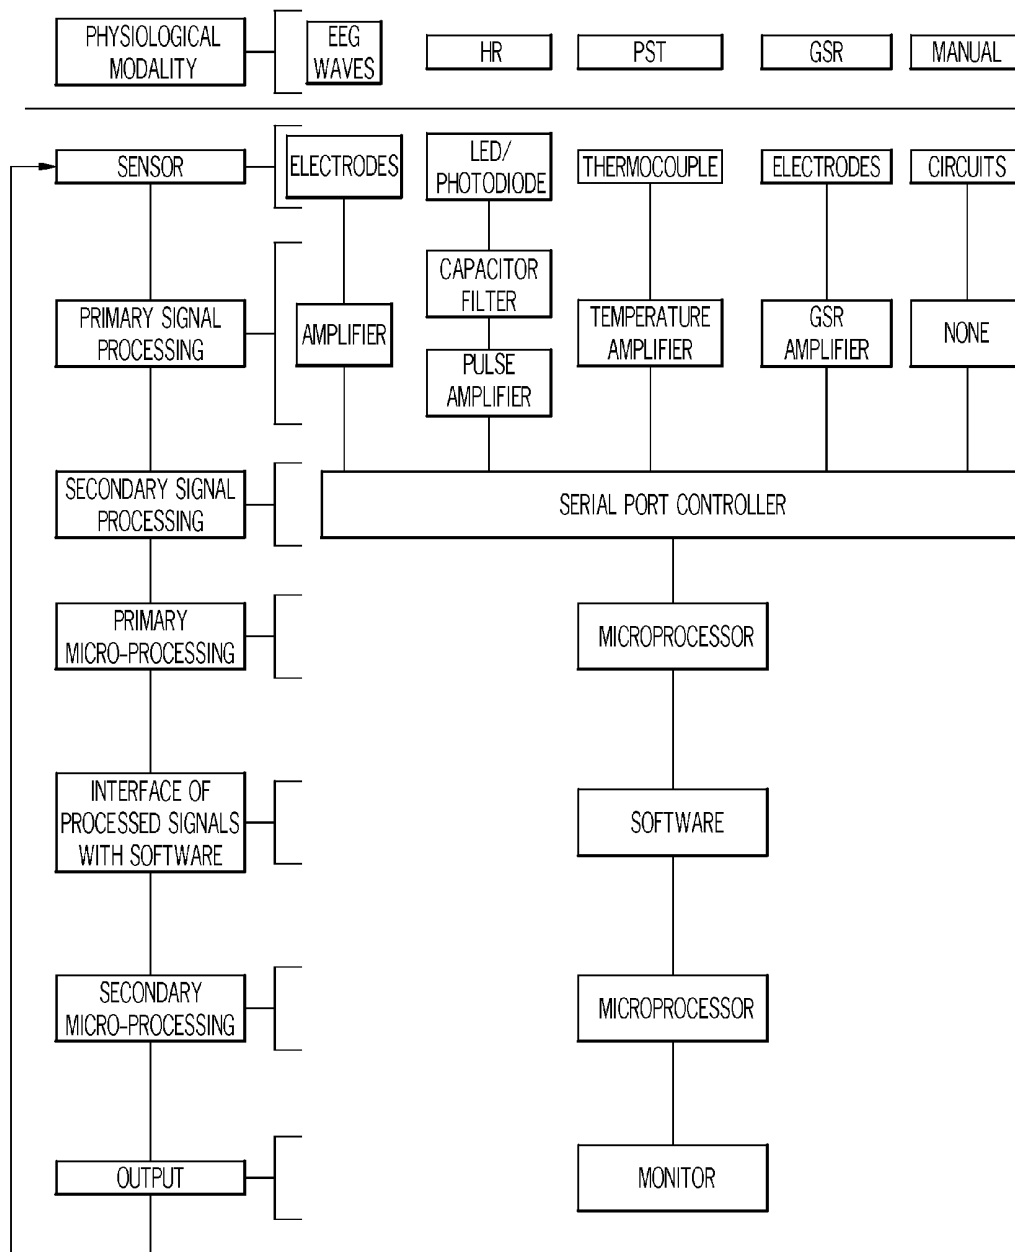 PHYSIOLOGICAL
MODALITY
EEG
WAVES
HR
PST
GSR
MANUAL
SENSOR
ELECTRODES
LED/
PHOTODIODE
THERMOCOUPLE
ELECTRODES
CIRCUITS
PRIMARY SIGNAL
PROCESSING
AMPLIFIER
CAPACITOR
FILTER
PULSE
AMPLIFIER
TEMPERATURE
AMPLIFIER
GSR
AMPLIFIER
NONE
SECONDARY SIGNAL
PROCESSING
SERIAL PORT CONTROLLER
PRIMARY
MICRO-PROCESSING
MICROPROCESSOR
INTERFACE OF
PROCESSED SIGNALS
WITH SOFTWARE
SOFTWARE
SECONDARY
MICRO-PROCESSING
MICROPROCESSOR
OUTPUT
MONITOR